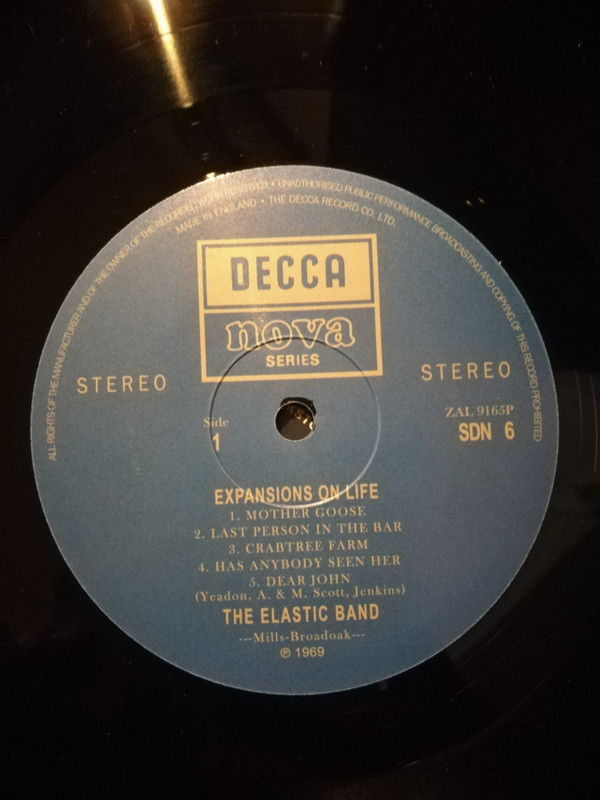 ALL RIGHTS OF THE MANUFACTURER AND OF THE OWNER OF THE RECORDED WORK RESERVED • UNAUTHORISED PUBLIC PERFORMANCE BROADCASTING AND COPYING OF THIS RECORD PROHIBITED
MADE IN ENGLAND • THE DECCA RECORD CO. LTD.
DECCA
nova
SERIES
STEREO
STEREO
Side
1
ZAL 9165P
SDN 6
EXPANSIONS ON LIFE
1. MOTHER GOOSE
2. LAST PERSON IN THE BAR
3. CRABTREE FARM
4. HAS ANYBODY SEEN HER
5. DEAR JOHN
(Yeadon, A. & M. Scott, Jenkins)
THE ELASTIC BAND
---Mills-Broadoak---
℗ 1969